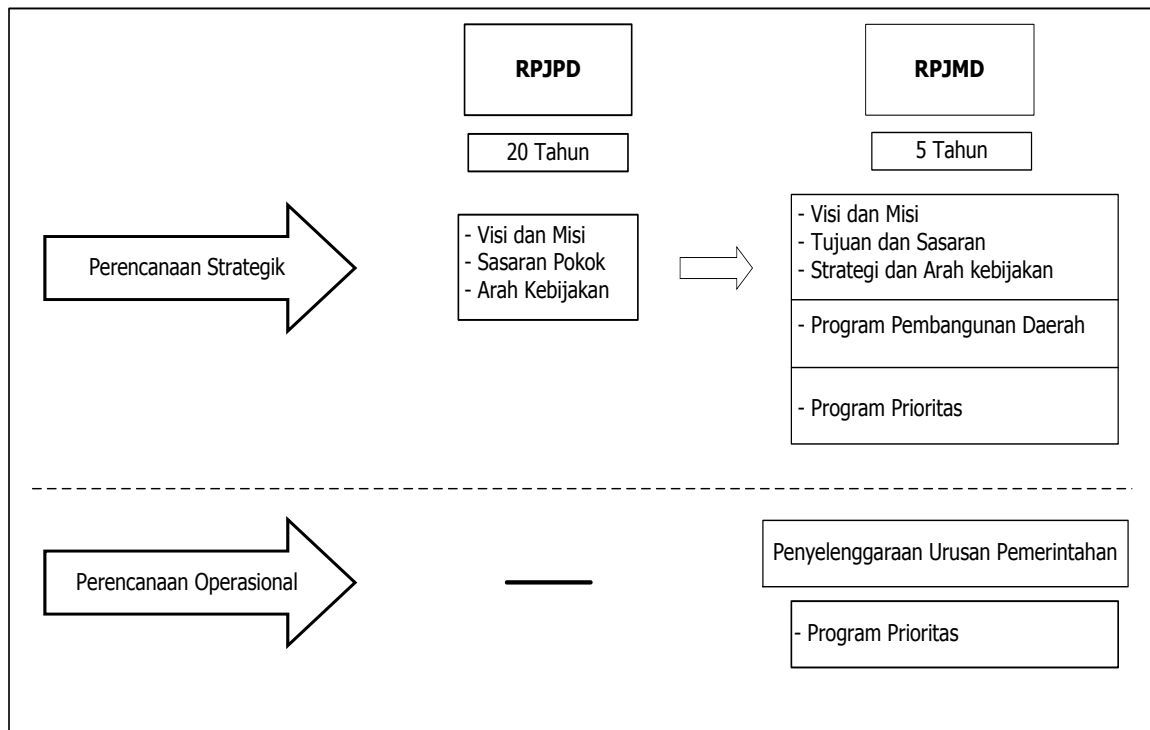 RPJPD
RPJMD
20 Tahun
5 Tahun
Perencanaan Strategik
- Visi dan Misi
- Sasaran Pokok
- Arah Kebijakan
- Visi dan Misi
- Tujuan dan Sasaran
- Strategi dan Arah kebijakan
- Program Pembangunan Daerah
- Program Prioritas
Perencanaan Operasional
Penyelenggaraan Urusan Pemerintahan
- Program Prioritas